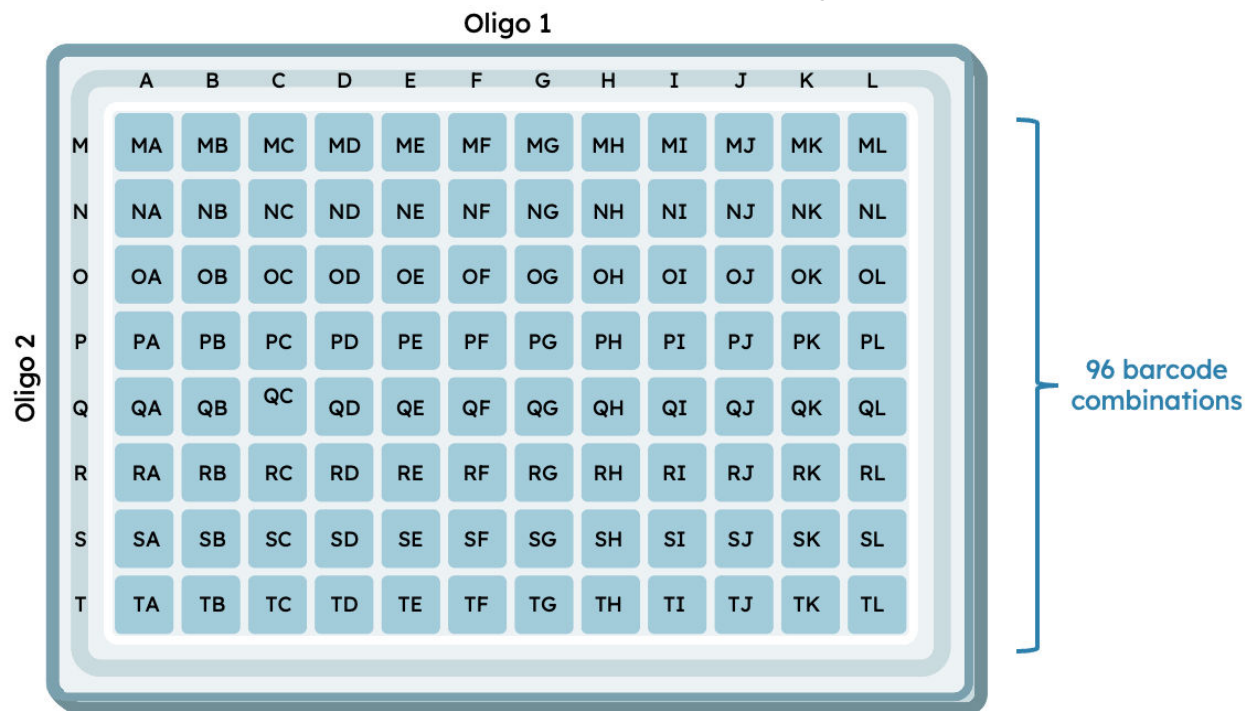 Oligo 1
A B C D E F G H I J K L
M MA MB MC MD ME MF MG MH MI MJ MK ML
N NA NB NC ND NE NF NG NH NI NJ NK NL
O OA OB OC OD OE OF OG OH OI OJ OK OL
P PA PB PC PD PE PF PG PH PI PJ PK PL
Q QA QB QC QD QE QF QG QH QI QJ QK QL
R RA RB RC RD RE RF RG RH RI RJ RK RL
S SA SB SC SD SE SF SG SH SI SJ SK SL
T TA TB TC TD TE TF TG TH TI TJ TK TL
Oligo 2
96 barcode
combinations